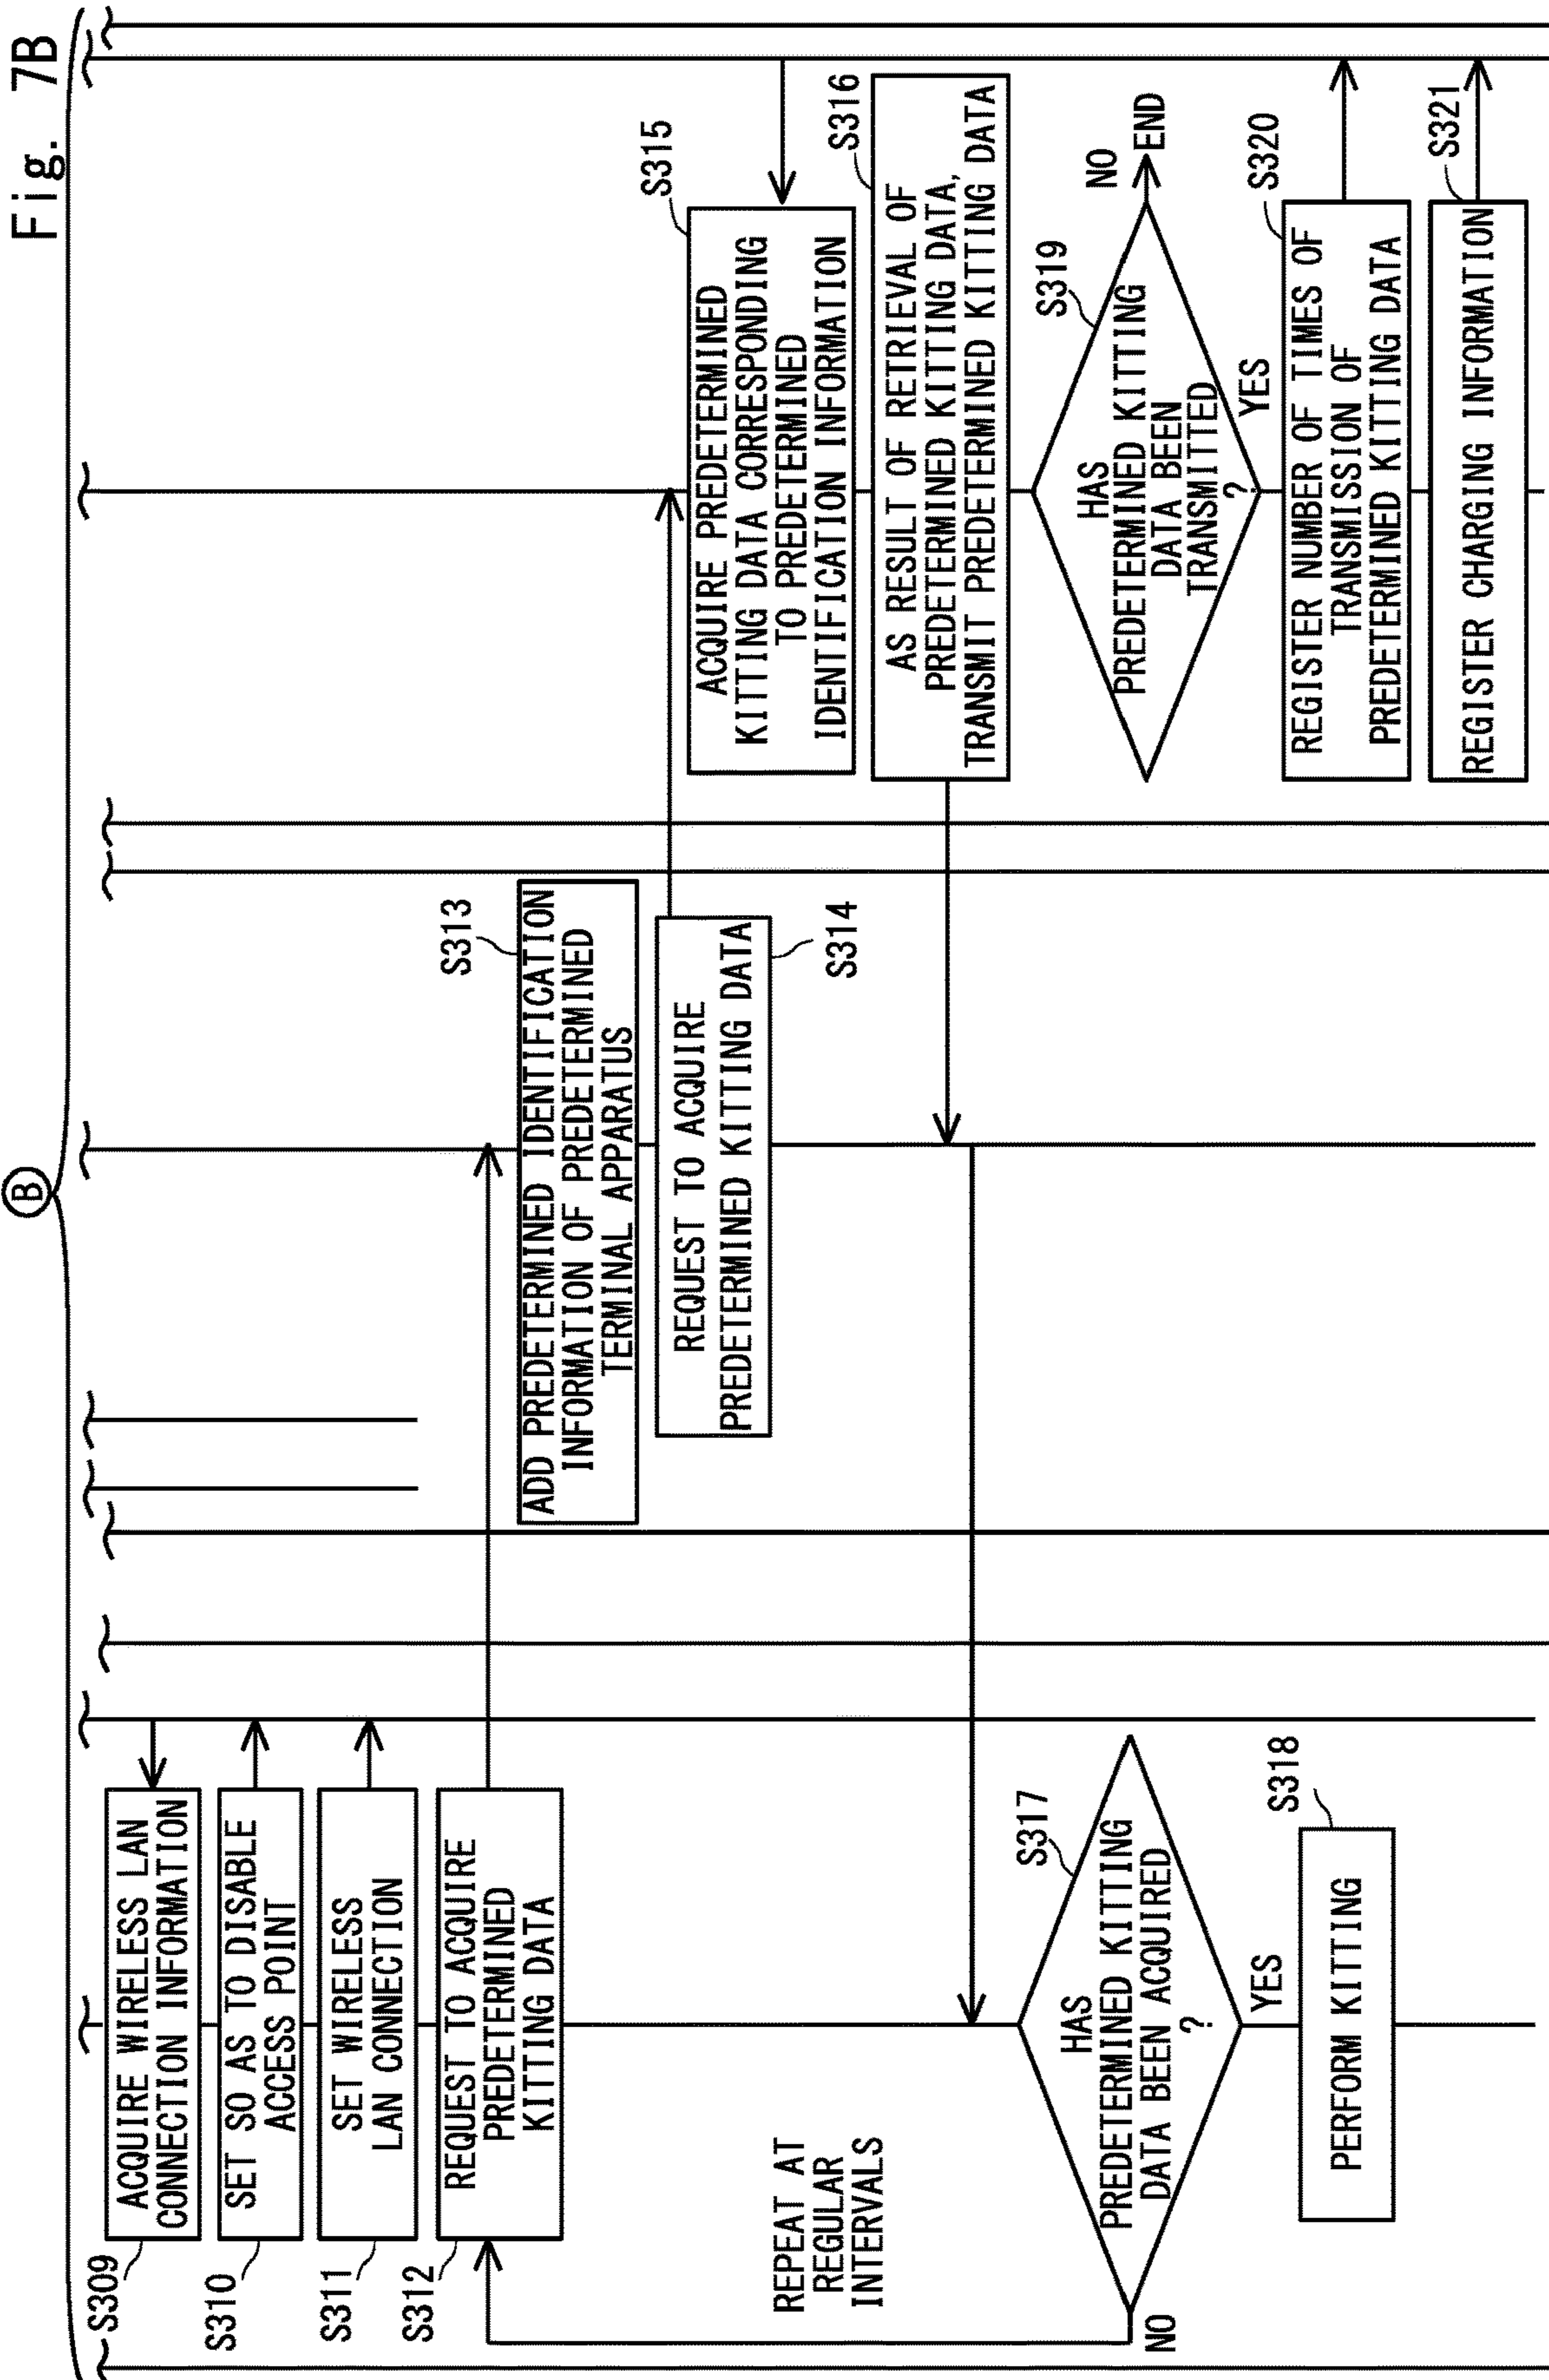 Fig. 7B
B
S309
ACQUIRE WIRELESS LAN
CONNECTION INFORMATION
S310
SET SO AS TO DISABLE
ACCESS POINT
S311
SET WIRELESS
LAN CONNECTION
S312
REQUEST TO ACQUIRE
PREDETERMINED
KITTING DATA
S313
ADD PREDETERMINED IDENTIFICATION
INFORMATION OF PREDETERMINED
TERMINAL APPARATUS
S314
REQUEST TO ACQUIRE
PREDETERMINED KITTING DATA
S315
ACQUIRE PREDETERMINED
KITTING DATA CORRESPONDING
TO PREDETERMINED
IDENTIFICATION INFORMATION
S316
AS RESULT OF RETRIEVAL OF
PREDETERMINED KITTING DATA,
TRANSMIT PREDETERMINED KITTING DATA
REPEAT AT
REGULAR
INTERVALS
S317
HAS
PREDETERMINED KITTING
DATA BEEN ACQUIRED
?
NO
YES
S318
PERFORM KITTING
S319
HAS
PREDETERMINED KITTING
DATA BEEN
TRANSMITTED
?
NO
END
YES
S320
REGISTER NUMBER OF TIMES OF
TRANSMISSION OF
PREDETERMINED KITTING DATA
S321
REGISTER CHARGING INFORMATION